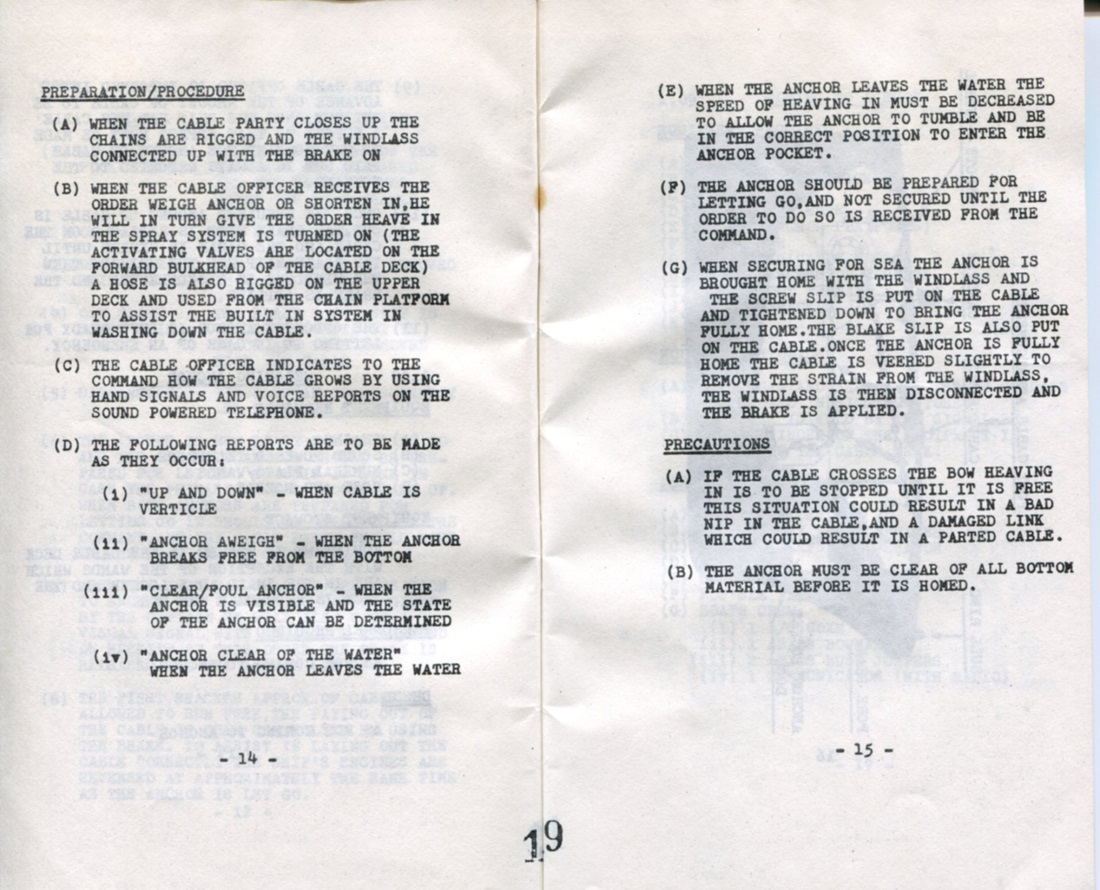 PREPARATION/PROCEDURE
(A) WHEN THE CABLE PARTY CLOSES UP THE
CHAINS ARE RIGGED AND THE WINDLASS
CONNECTED UP WITH THE BRAKE ON
(B) WHEN THE CABLE OFFICER RECEIVES THE
ORDER WEIGH ANCHOR OR SHORTEN IN,HE
WILL IN TURN GIVE THE ORDER HEAVE IN
THE SPRAY SYSTEM IS TURNED ON (THE
ACTIVATING VALVES ARE LOCATED ON THE
FORWARD BULKHEAD OF THE CABLE DECK)
A HOSE IS ALSO RIGGED ON THE UPPER
DECK AND USED FROM THE CHAIN PLATFORM
TO ASSIST THE BUILT IN SYSTEM IN
WASHING DOWN THE CABLE.
(C) THE CABLE OFFICER INDICATES TO THE
COMMAND HOW THE CABLE GROWS BY USING
HAND SIGNALS AND VOICE REPORTS ON THE
SOUND POWERED TELEPHONE.
(D) THE FOLLOWING REPORTS ARE TO BE MADE
AS THEY OCCUR:
(i) "UP AND DOWN" - WHEN CABLE IS
VERTICLE
(ii) "ANCHOR AWEIGH" - WHEN THE ANCHOR
BREAKS FREE FROM THE BOTTOM
(iii) "CLEAR/FOUL ANCHOR" - WHEN THE
ANCHOR IS VISIBLE AND THE STATE
OF THE ANCHOR CAN BE DETERMINED
(iv) "ANCHOR CLEAR OF THE WATER"
WHEN THE ANCHOR LEAVES THE WATER
- 14 -
(E) WHEN THE ANCHOR LEAVES THE WATER THE
SPEED OF HEAVING IN MUST BE DECREASED
TO ALLOW THE ANCHOR TO TUMBLE AND BE
IN THE CORRECT POSITION TO ENTER THE
ANCHOR POCKET.
(F) THE ANCHOR SHOULD BE PREPARED FOR
LETTING GO,AND NOT SECURED UNTIL THE
ORDER TO DO SO IS RECEIVED FROM THE
COMMAND.
(G) WHEN SECURING FOR SEA THE ANCHOR IS
BROUGHT HOME WITH THE WINDLASS AND
THE SCREW SLIP IS PUT ON THE CABLE
AND TIGHTENED DOWN TO BRING THE ANCHOR
FULLY HOME.THE BLAKE SLIP IS ALSO PUT
ON THE CABLE.ONCE THE ANCHOR IS FULLY
HOME THE CABLE IS VEERED SLIGHTLY TO
REMOVE THE STRAIN FROM THE WINDLASS,
THE WINDLASS IS THEN DISCONNECTED AND
THE BRAKE IS APPLIED.
PRECAUTIONS
(A) IF THE CABLE CROSSES THE BOW HEAVING
IN IS TO BE STOPPED UNTIL IT IS FREE
THIS SITUATION COULD RESULT IN A BAD
NIP IN THE CABLE,AND A DAMAGED LINK
WHICH COULD RESULT IN A PARTED CABLE.
(B) THE ANCHOR MUST BE CLEAR OF ALL BOTTOM
MATERIAL BEFORE IT IS HOMED.
- 15 -
19